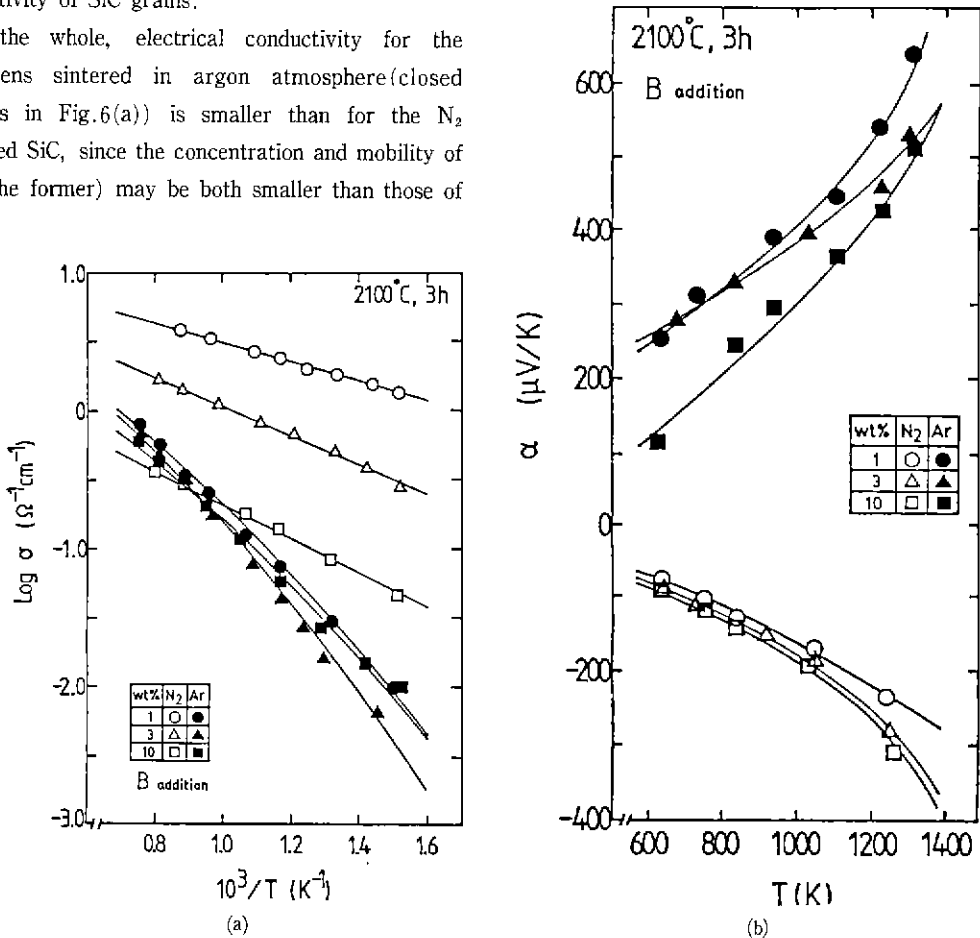 tivity of SiC grains.
the whole, electrical conductivity for the
ens sintered in argon atmosphere(closed
s in Fig.6(a)) is smaller than for the N₂
ed SiC, since the concentration and mobility of
the former) may be both smaller than those of
1.0
0
-1.0
-2.0
-3.0
Log σ (Ω⁻¹cm⁻¹)
2100°C, 3h
wt% N₂ Ar
1
3
10
B addition
0.8 1.0 1.2 1.4 1.6
10³/T (K⁻¹)
(a)
2100°C, 3h
B addition
600
400
200
0
-200
-400
α (μV/K)
wt% N₂ Ar
1
3
10
600 800 1000 1200 1400
T(K)
(b)